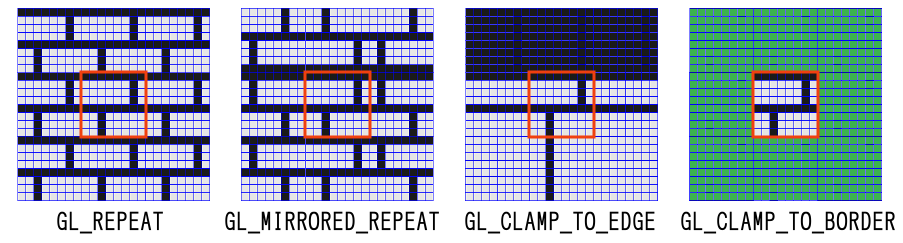 GL_REPEAT
GL_MIRRORED_REPEAT
GL_CLAMP_TO_EDGE
GL_CLAMP_TO_BORDER